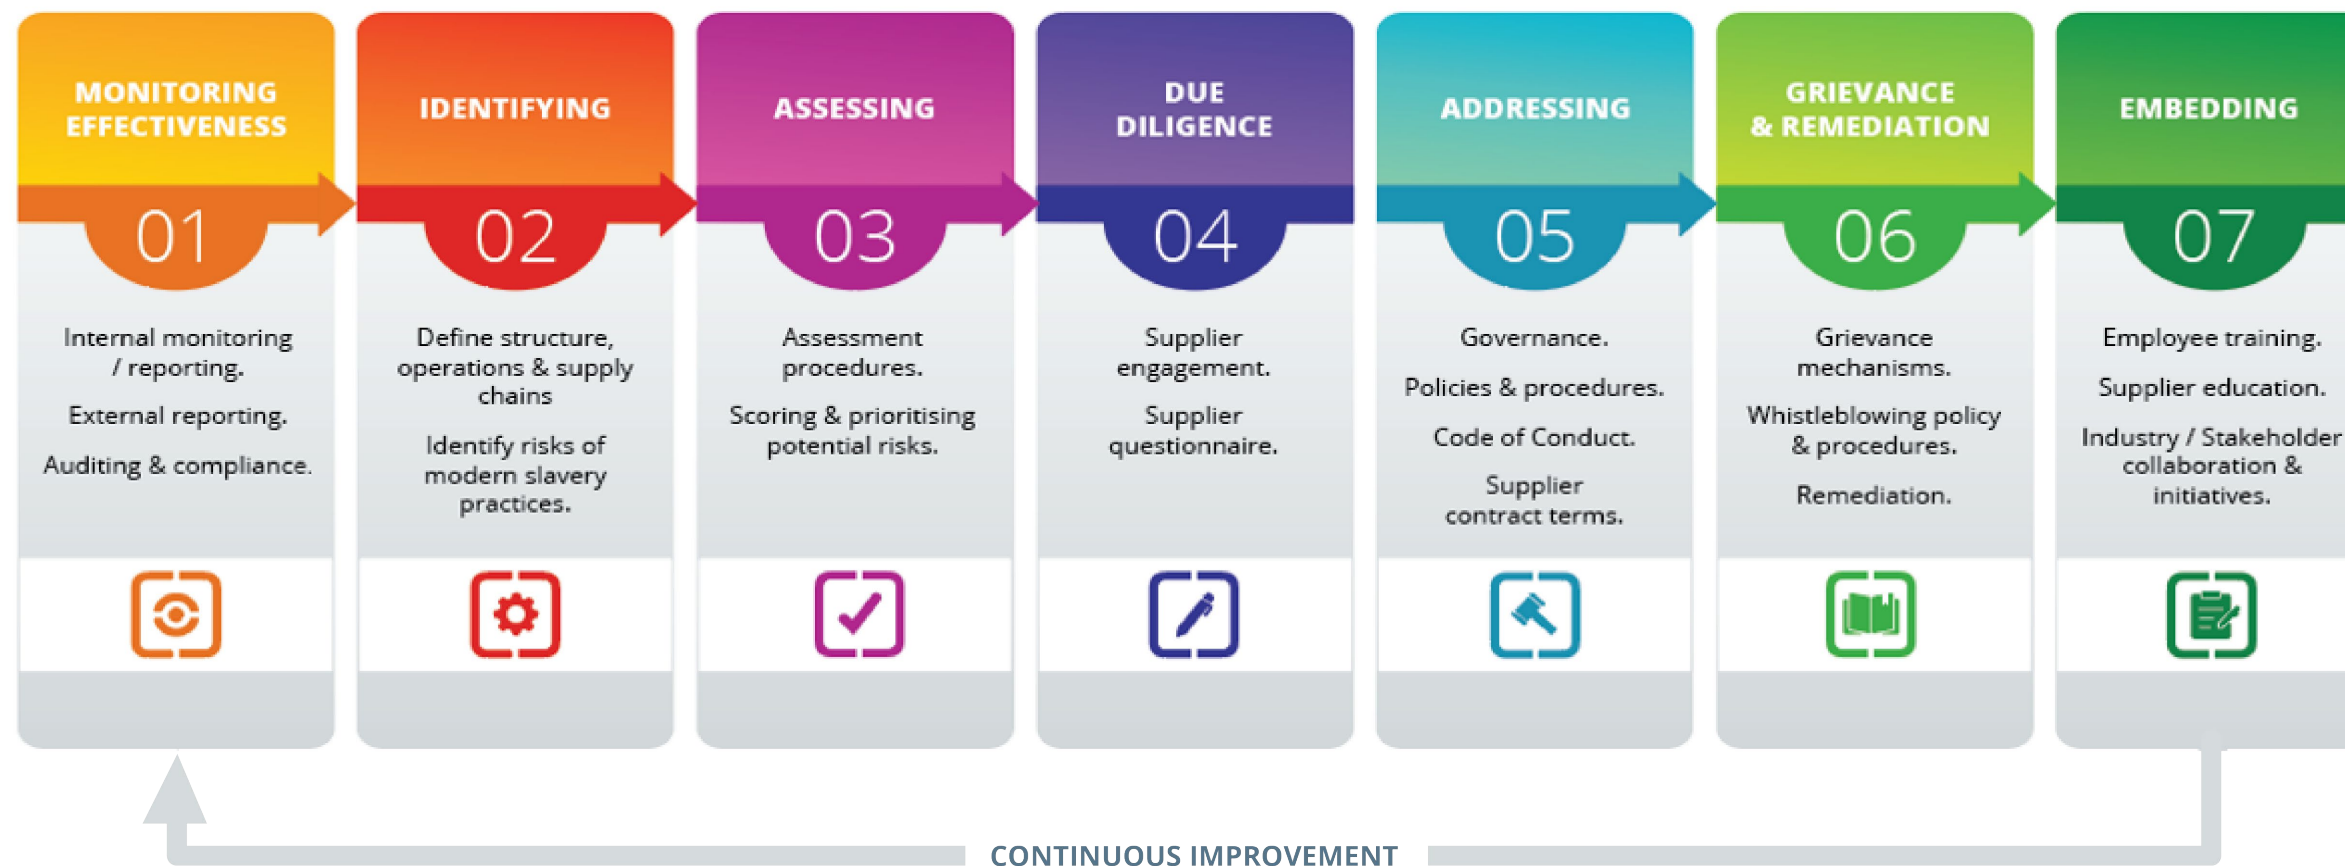 MONITORING
EFFECTIVENESS
01
Internal monitoring
/ reporting.
External reporting.
Auditing & compliance.
IDENTIFYING
02
Define structure,
operations & supply
chains
Identify risks of
modern slavery
practices.
ASSESSING
03
Assessment
procedures.
Scoring & prioritising
potential risks.
DUE
DILIGENCE
04
Supplier
engagement.
Supplier
questionnaire.
ADDRESSING
05
Governance.
Policies & procedures.
Code of Conduct.
Supplier
contract terms.
GRIEVANCE
& REMEDIATION
06
Grievance
mechanisms.
Whistleblowing policy
& procedures.
Remediation.
EMBEDDING
07
Employee training.
Supplier education.
Industry / Stakeholder
collaboration &
initiatives.
CONTINUOUS IMPROVEMENT